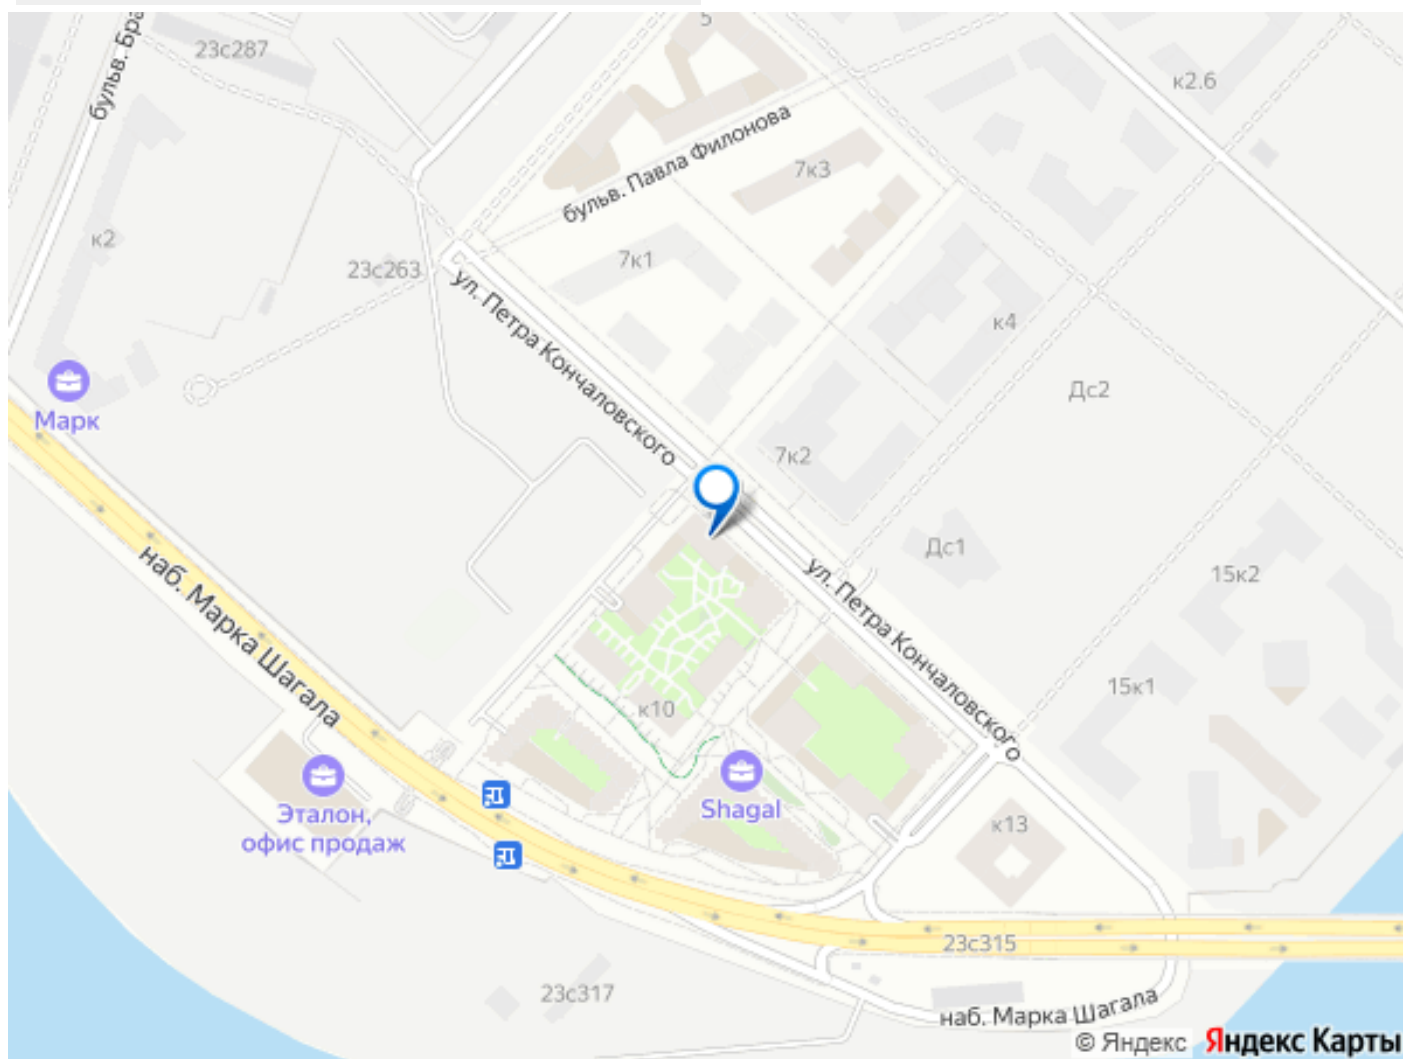 5
23с287
бульв. Бра
к2.6
бульв. Павла Филонова
7к3
к2
23с263
7к1
ул. Петра Кончаловского
к4
Дс2
Марк
7к2
Дс1
15к2
наб. Марка Шагала
ул. Петра Кончаловского
15к1
к10
Эталон,
офис продаж
Shagal
к13
23с315
23с317
наб. Марка Шагала
© Яндекс Яндекс Карты